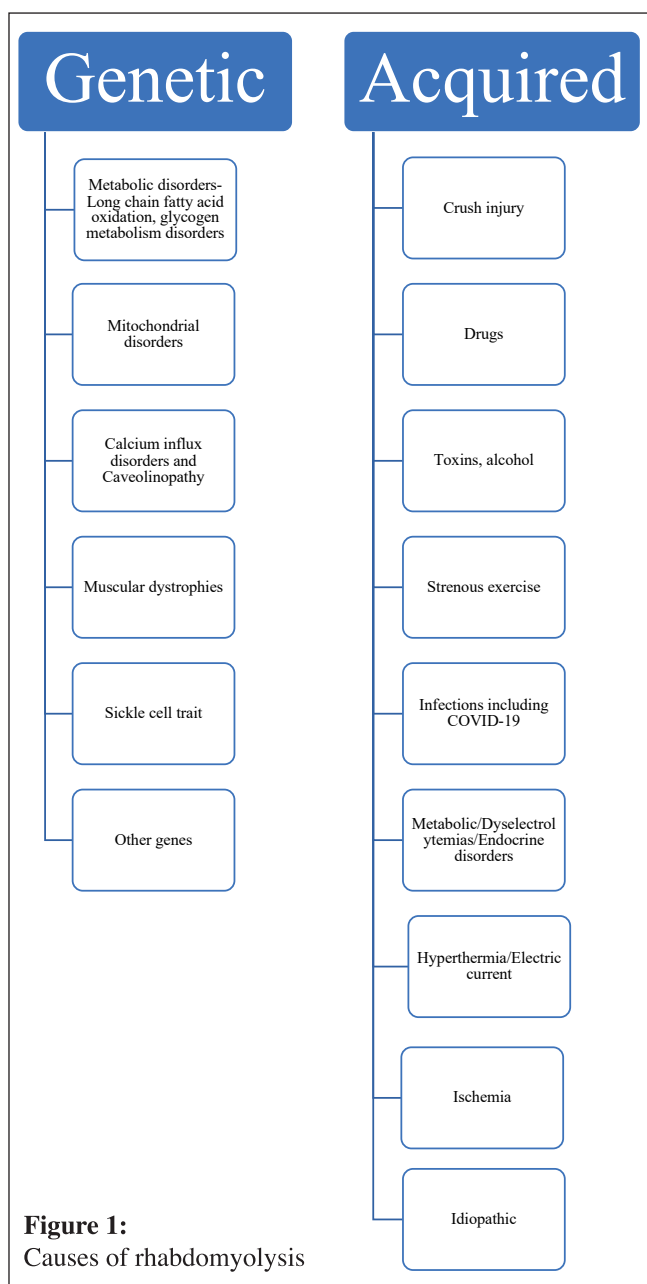 Genetic
Metabolic disorders-
Long chain fatty acid
oxidation, glycogen
metabolism disorders
Mitochondrial
disorders
Calcium influx
disorders and
Caveolinopathy
Muscular dystrophies
Sickle cell trait
Other genes
Acquired
Crush injury
Drugs
Toxins, alcohol
Strenous exercise
Infections including
COVID-19
Metabolic/Dyselectrol
ytemias/Endocrine
disorders
Hyperthermia/Electric
current
Ischemia
Idiopathic
Figure 1:
Causes of rhabdomyolysis